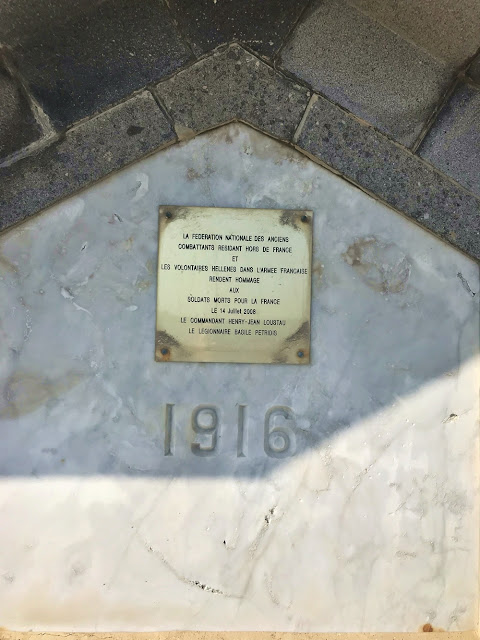 LA FEDERATION NATIONALE DES ANCIENS
COMBATTANTS RESIDANT HORS DE FRANCE
ET
LES VOLONTAIRES HELLENES DANS L'ARMEE FRANCAISE
RENDENT HOMMAGE
AUX
SOLDATS MORTS POUR LA FRANCE
LE 14 Juillet 2008
LE COMMANDANT HENRY-JEAN LOUSTAU
LE LEGIONNAIRE BASILE PETRIDIS
1916